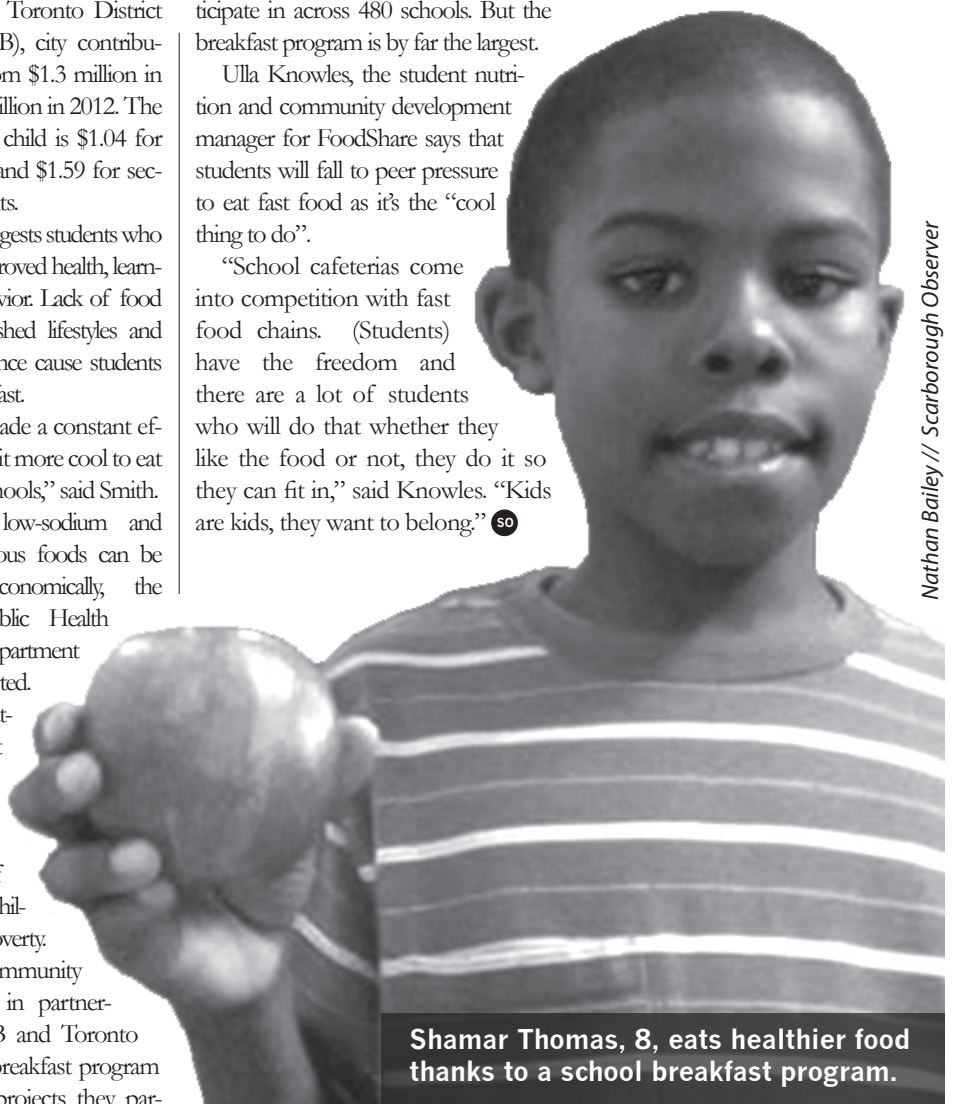 Toronto District
B), city contribu-
om $1.3 million in
illion in 2012. The
child is $1.04 for
and $1.59 for sec-
ts.
gests students who
roved health, learn-
vior. Lack of food
shed lifestyles and
nce cause students
fast.
ade a constant ef-
it more cool to eat
hools,” said Smith.
low-sodium and
ous foods can be
conomically, the
blic Health
partment
ted.
t-
t
f
hil-
overty.
mmunity
in partner-
B and Toronto
breakfast program
projects they par-
ticipate in across 480 schools. But the
breakfast program is by far the largest.
Ulla Knowles, the student nutri-
tion and community development
manager for FoodShare says that
students will fall to peer pressure
to eat fast food as it’s the “cool
thing to do”.
“School cafeterias come
into competition with fast
food chains. (Students)
have the freedom and
there are a lot of students
who will do that whether they
like the food or not, they do it so
they can fit in,” said Knowles. “Kids
are kids, they want to belong.” SO
Nathan Bailey // Scarborough Observer
Shamar Thomas, 8, eats healthier food
thanks to a school breakfast program.